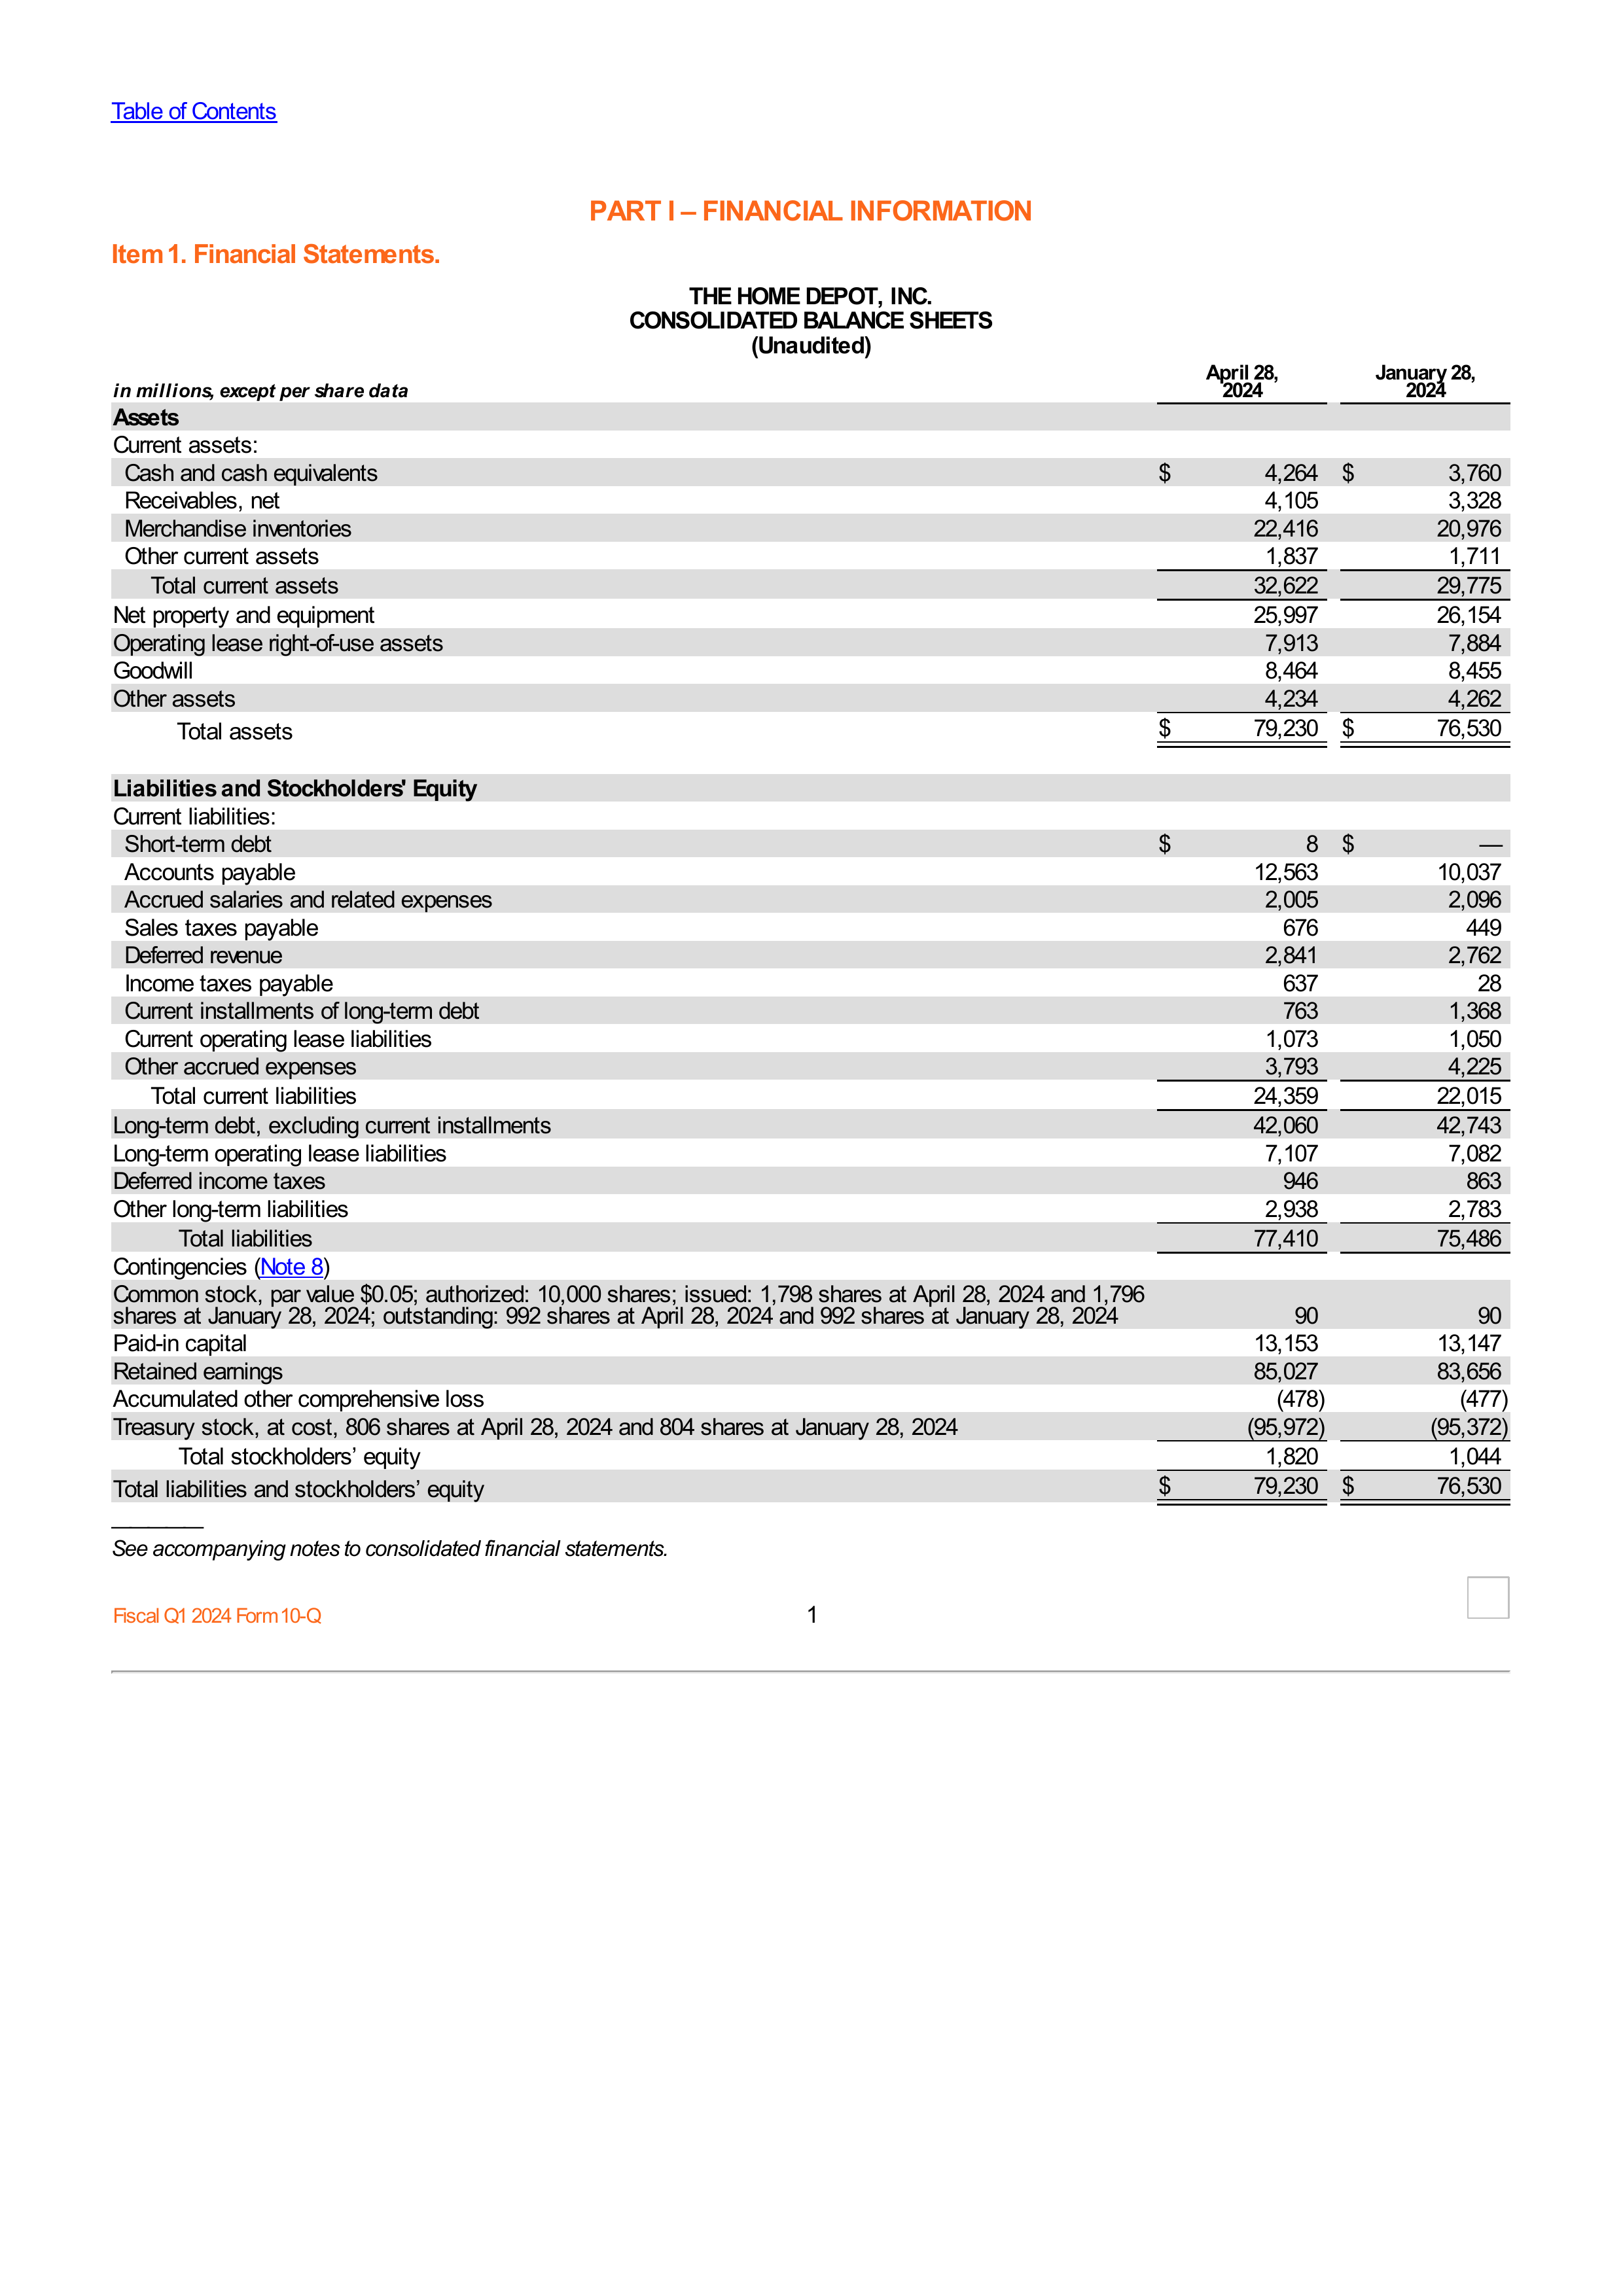 Table of Contents
PART I – FINANCIAL INFORMATION
Item 1. Financial Statements.
THE HOME DEPOT, INC.
CONSOLIDATED BALANCE SHEETS
(Unaudited)
in millions, except per share data April 28, 2024 January 28, 2024
Assets
Current assets:
Cash and cash equivalents $ 4,264 $ 3,760
Receivables, net 4,105 3,328
Merchandise inventories 22,416 20,976
Other current assets 1,837 1,711
Total current assets 32,622 29,775
Net property and equipment 25,997 26,154
Operating lease right-of-use assets 7,913 7,884
Goodwill 8,464 8,455
Other assets 4,234 4,262
Total assets $ 79,230 $ 76,530
Liabilities and Stockholders' Equity
Current liabilities:
Short-term debt $ 8 $ —
Accounts payable 12,563 10,037
Accrued salaries and related expenses 2,005 2,096
Sales taxes payable 676 449
Deferred revenue 2,841 2,762
Income taxes payable 637 28
Current installments of long-term debt 763 1,368
Current operating lease liabilities 1,073 1,050
Other accrued expenses 3,793 4,225
Total current liabilities 24,359 22,015
Long-term debt, excluding current installments 42,060 42,743
Long-term operating lease liabilities 7,107 7,082
Deferred income taxes 946 863
Other long-term liabilities 2,938 2,783
Total liabilities 77,410 75,486
Contingencies (Note 8)
Common stock, par value $0.05; authorized: 10,000 shares; issued: 1,798 shares at April 28, 2024 and 1,796
shares at January 28, 2024; outstanding: 992 shares at April 28, 2024 and 992 shares at January 28, 2024 90 90
Paid-in capital 13,153 13,147
Retained earnings 85,027 83,656
Accumulated other comprehensive loss (478) (477)
Treasury stock, at cost, 806 shares at April 28, 2024 and 804 shares at January 28, 2024 (95,972) (95,372)
Total stockholders’ equity 1,820 1,044
Total liabilities and stockholders’ equity $ 79,230 $ 76,530
See accompanying notes to consolidated financial statements.
Fiscal Q1 2024 Form 10-Q 1